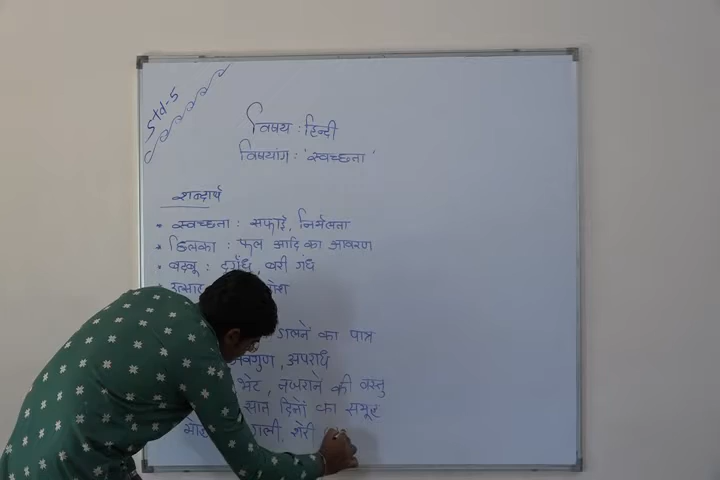 Std-5
विषय : हिन्दी
विषयांग : 'स्वच्छता'
शब्दार्थ
* स्वच्छता : सफाई, निर्मलता
* छिलका : फल आदि का आवरण
* बदबू : दुर्गंध, बुरी गंध
डालने का पात्र
अवगुण, अपराध
भेंट, नजराने की वस्तु
सात दिनों का समूह
गली, शेरी